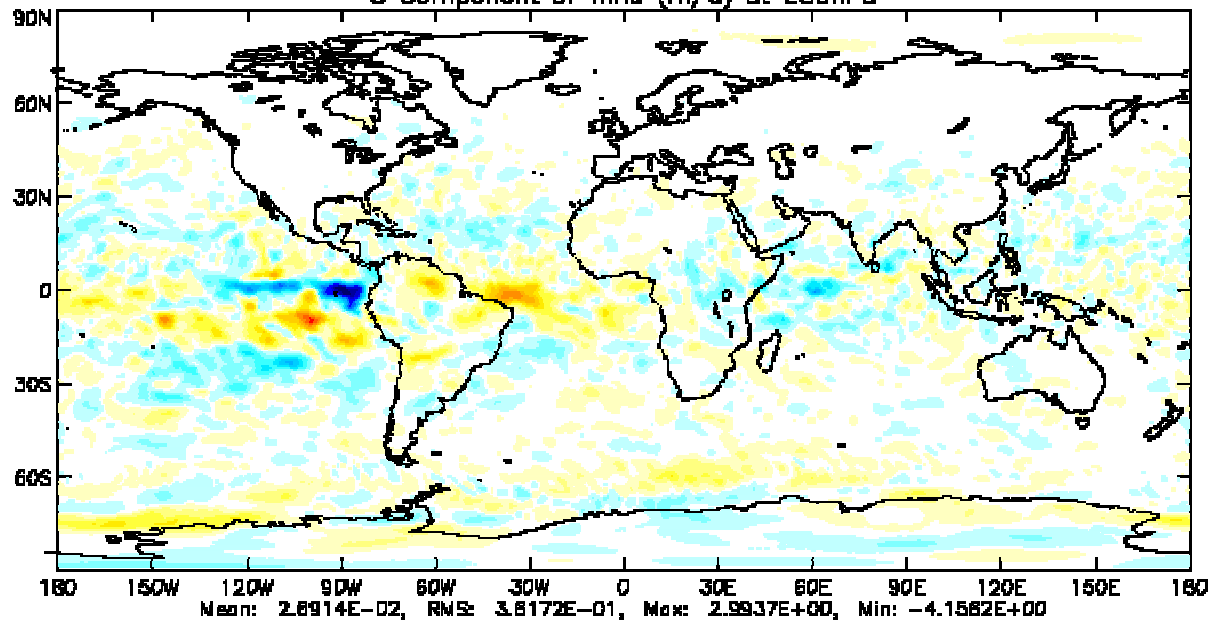 90N
60N
30N
0
30S
60S
180 150W 120W 90W 60W 30W 0 30E 60E 90E 120E 150E 180
Mean: 2.6914E-02, RMS: 3.6172E-01, Max: 2.9937E+00, Min: -4.1562E+00